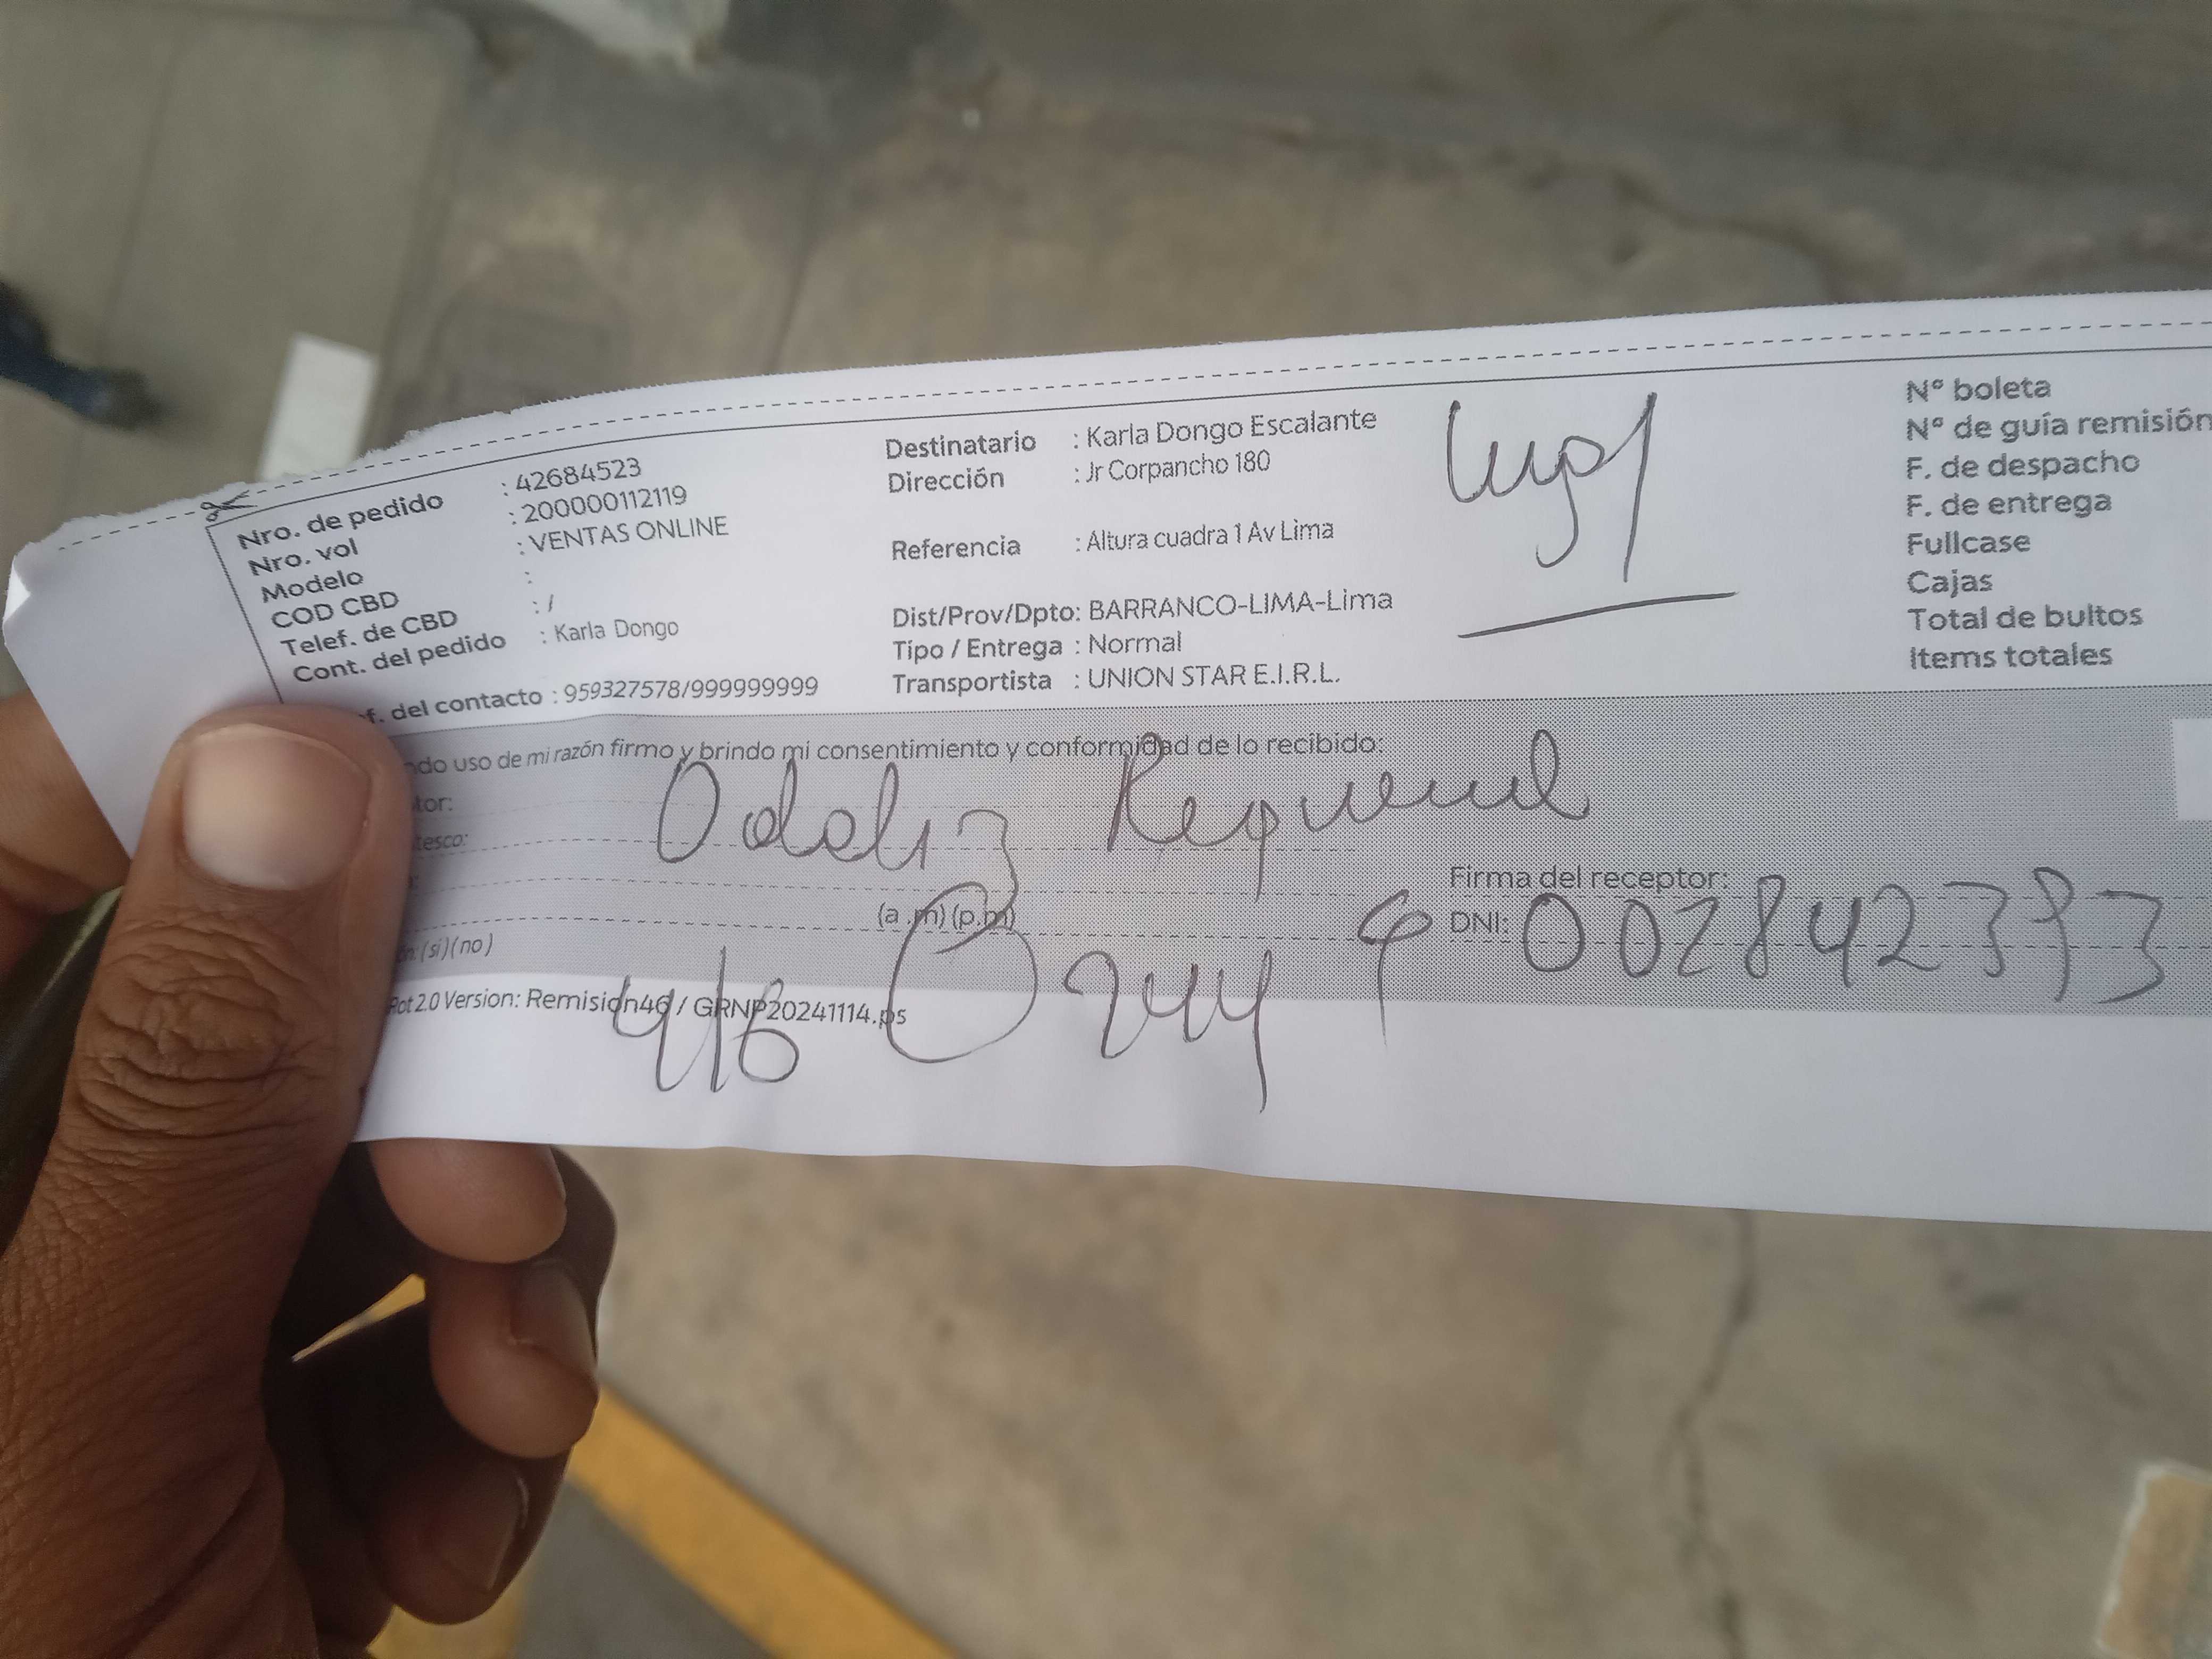 Nro. de pedido : 42684523
Nro. vol : 200000112119
Modelo : VENTAS ONLINE
COD CBD :
Telef. de CBD : /
Cont. del pedido : Karla Dongo
f. del contacto : 959327578/999999999
Destinatario : Karla Dongo Escalante
Dirección : Jr Corpancho 180
Referencia : Altura cuadra 1 Av Lima
Dist/Prov/Dpto: BARRANCO-LIMA-Lima
Tipo / Entrega : Normal
Transportista : UNION STAR E.I.R.L.
N° boleta
N° de guía remisión
F. de despacho
F. de entrega
Fullcase
Cajas
Total de bultos
Items totales
ndo uso de mi razón firmo y brindo mi consentimiento y conformidad de lo recibido:
tor:
tesco:
(a .m) (p.m)
(si) (no)
Firma del receptor:
DNI: 002842393
Rot 2.0 Version: Remision46 / GRNP20241114.ps